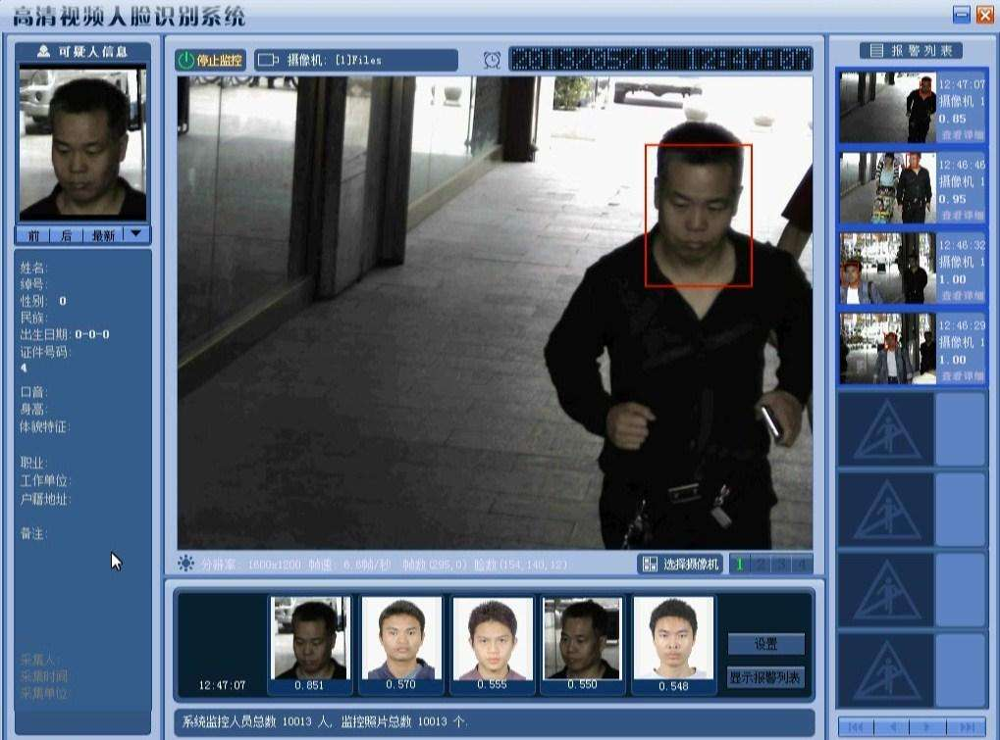 高清视频人脸识别系统
可疑人信息
前 后 最新
姓名:
绰号:
性别: 0
民族:
出生日期: 0-0-0
证件号码:
4
口音:
身高:
体貌特征:
职业:
工作单位:
户籍地址:
备注:
采集人:
采集时间
采集单位:
停止监控
摄像机: [1]Files
2013/05/12 12:47:07
分辨率: 1600x1200 帧速: 6.6帧/秒 帧数(295,0) 脸数(154,140,12)
选择摄像机
1 2 3 4
12:47:07
0.851
0.570
0.555
0.550
0.548
设置
显示报警列表
系统监控人员总数 10013 人, 监控照片总数 10013 个.
报警列表
12:47:07
摄像机 1
0.85
查看详细
12:46:46
摄像机 1
0.95
查看详细
12:46:32
摄像机 1
1.00
查看详细
12:46:29
摄像机 1
1.00
查看详细